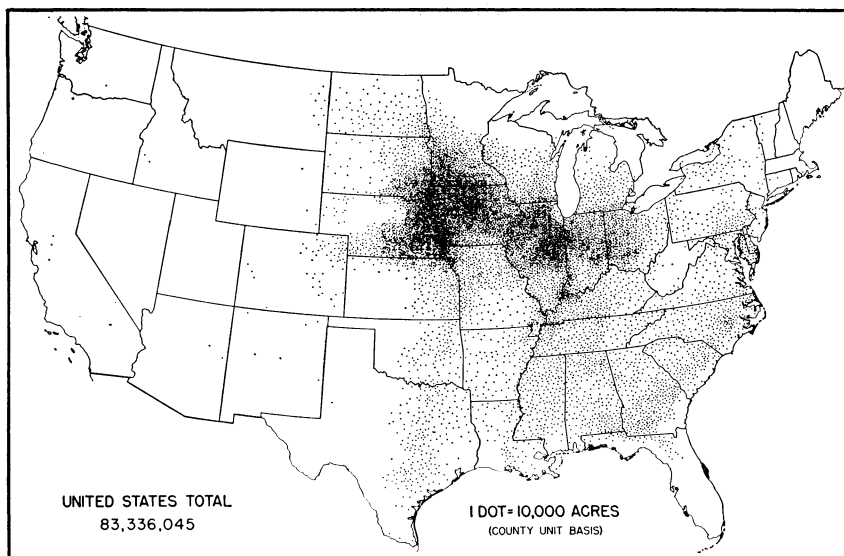 UNITED STATES TOTAL
83,336,045
1 DOT=10,000 ACRES
(COUNTY UNIT BASIS)